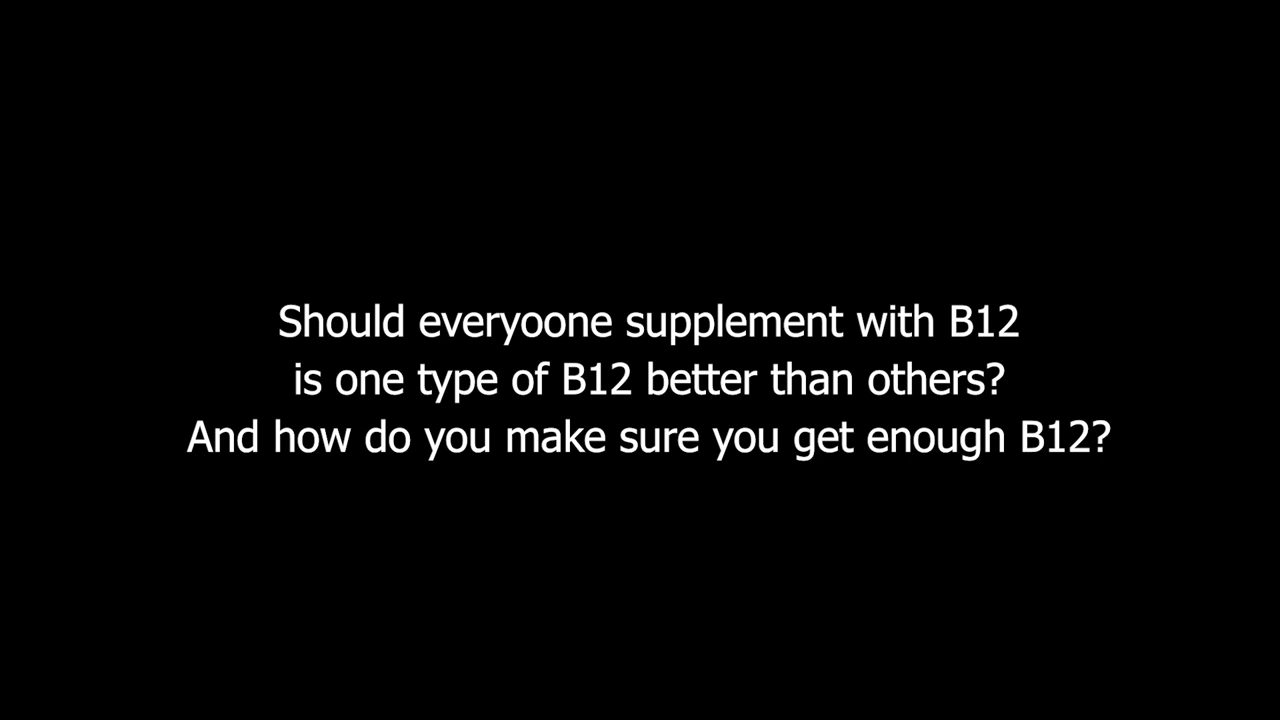 Should everyoone supplement with B12
is one type of B12 better than others?
And how do you make sure you get enough B12?